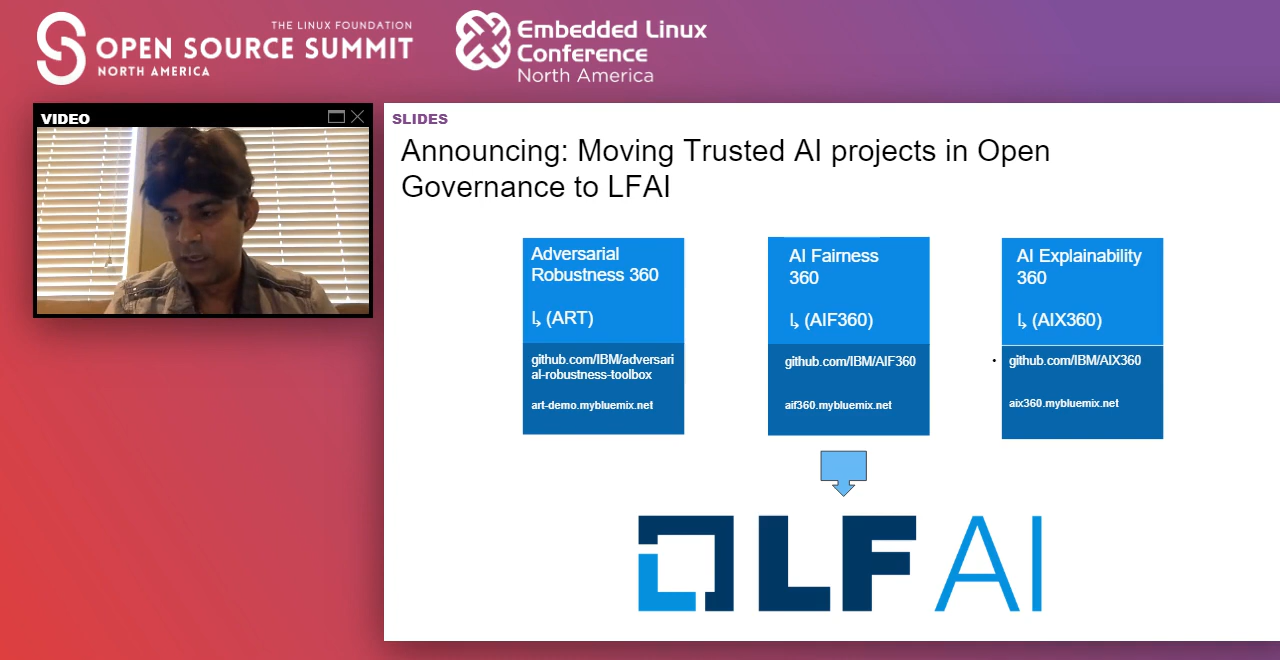 THE LINUX FOUNDATION
OPEN SOURCE SUMMIT
NORTH AMERICA
Embedded Linux
Conference
North America
VIDEO
SLIDES
Announcing: Moving Trusted AI projects in Open
Governance to LFAI
Adversarial
Robustness 360
↳ (ART)
github.com/IBM/adversari
al-robustness-toolbox
art-demo.mybluemix.net
AI Fairness
360
↳ (AIF360)
github.com/IBM/AIF360
aif360.mybluemix.net
AI Explainability
360
↳ (AIX360)
• github.com/IBM/AIX360
aix360.mybluemix.net
LF AI